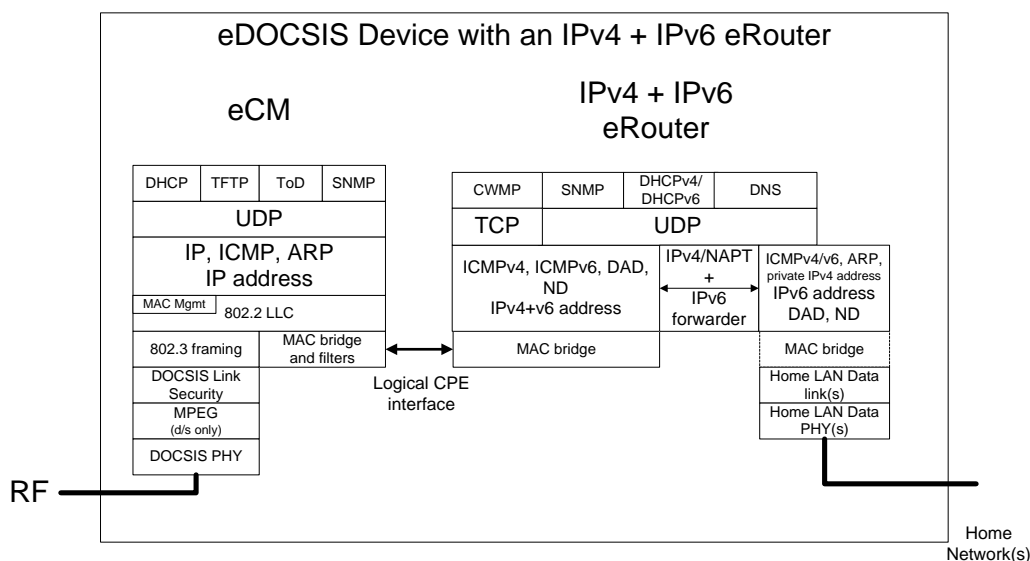 eDOCSIS Device with an IPv4 + IPv6 eRouter
eCM
IPv4 + IPv6
eRouter
DHCP
TFTP
ToD
SNMP
UDP
IP, ICMP, ARP
IP address
MAC Mgmt
802.2 LLC
802.3 framing
MAC bridge
and filters
DOCSIS Link
Security
MPEG
(d/s only)
DOCSIS PHY
RF
Logical CPE
interface
CWMP
SNMP
DHCPv4/
DHCPv6
DNS
TCP
UDP
ICMPv4, ICMPv6, DAD,
ND
IPv4+v6 address
IPv4/NAPT
+
IPv6
forwarder
ICMPv4/v6, ARP,
private IPv4 address
IPv6 address
DAD, ND
MAC bridge
MAC bridge
Home LAN Data
link(s)
Home LAN Data
PHY(s)
Home
Network(s)